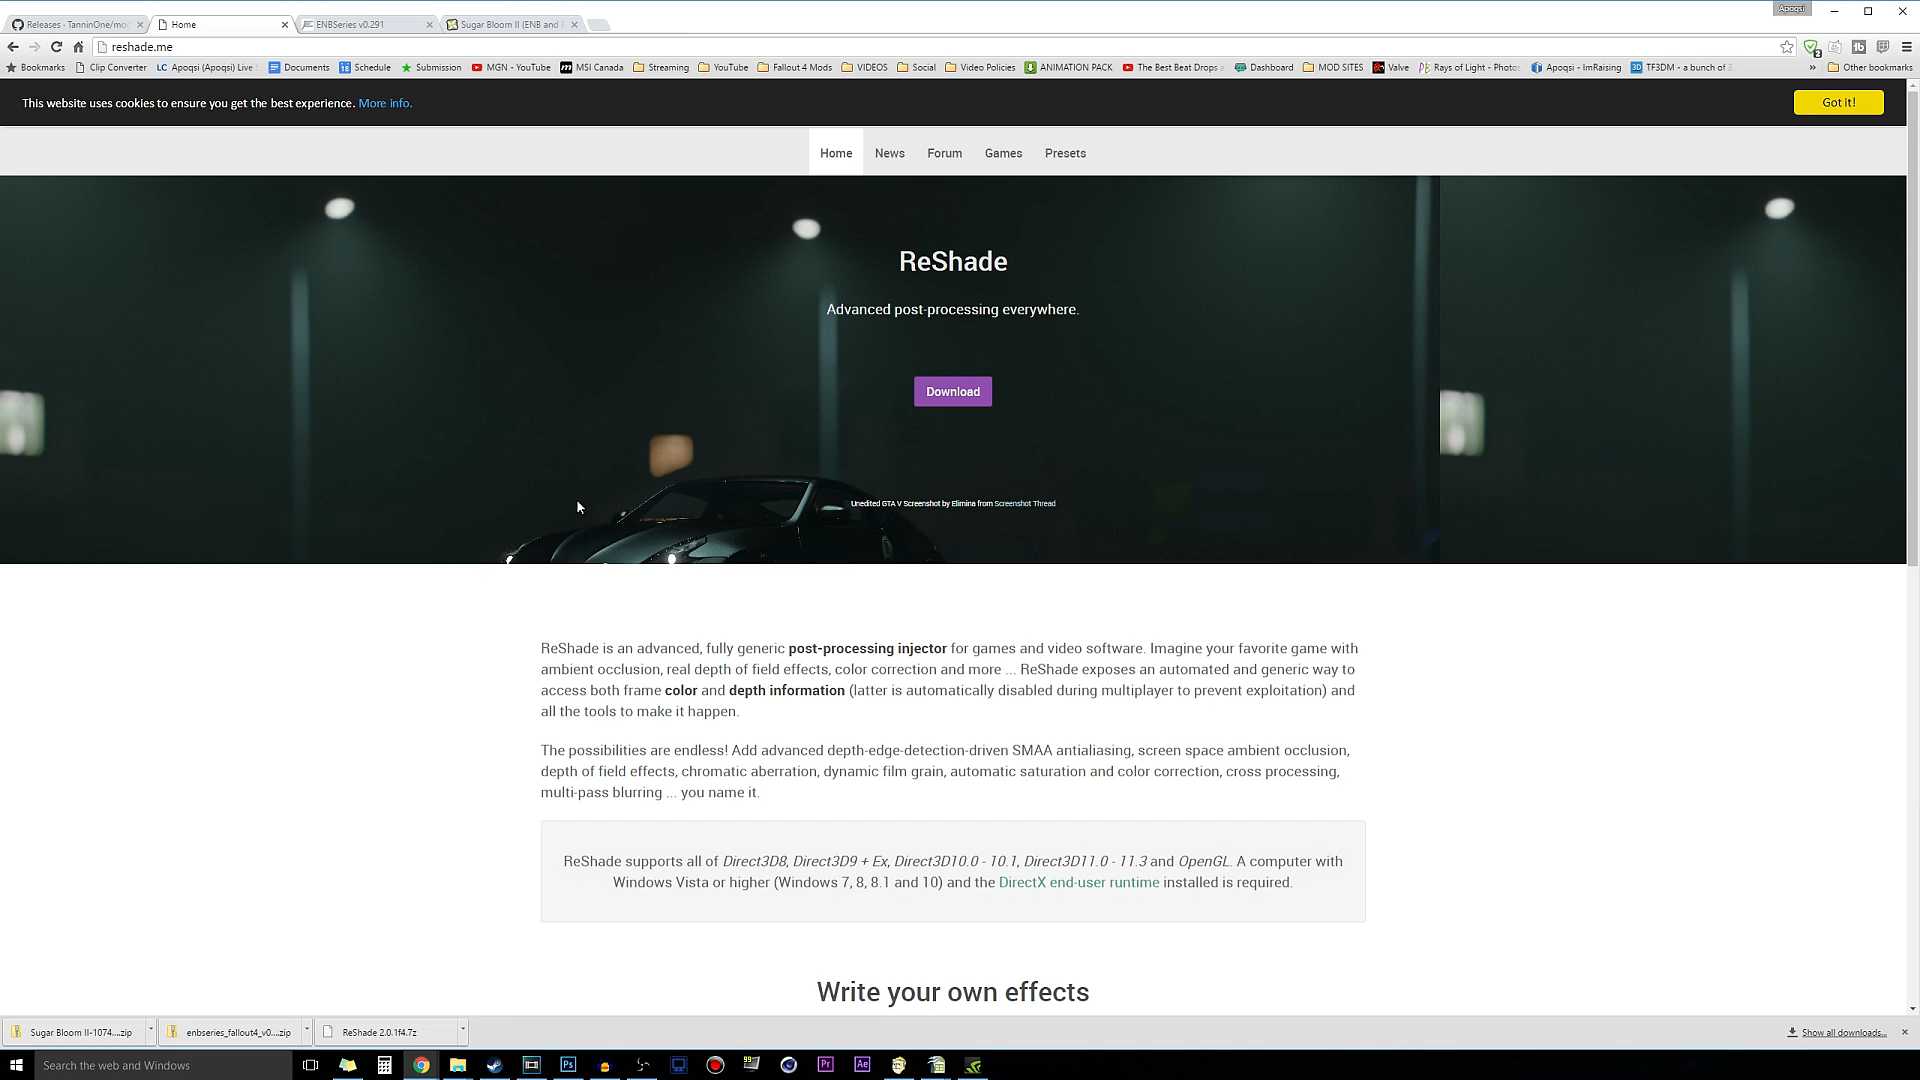 Apoqsi
Releases - TanninOne/mo
Home
ENBSeries v0.291
Sugar Bloom II (ENB and
reshade.me
Bookmarks
Clip Converter
LC Apoqsi (Apoqsi) Live
Documents
18 Schedule
Submission
MGN - YouTube
MSI Canada
Streaming
YouTube
Fallout 4 Mods
VIDEOS
Social
Video Policies
ANIMATION PACK
The Best Beat Drops
Dashboard
MOD SITES
Valve
Rays of Light - Photo
Apoqsi - ImRaising
3D TF3DM - a bunch of
»
Other bookmarks
This website uses cookies to ensure you get the best experience. More info.
Got it!
Home
News
Forum
Games
Presets
ReShade
Advanced post-processing everywhere.
Download
Unedited GTA V Screenshot by Elimina from Screenshot Thread
ReShade is an advanced, fully generic post-processing injector for games and video software. Imagine your favorite game with
ambient occlusion, real depth of field effects, color correction and more ... ReShade exposes an automated and generic way to
access both frame color and depth information (latter is automatically disabled during multiplayer to prevent exploitation) and
all the tools to make it happen.
The possibilities are endless! Add advanced depth-edge-detection-driven SMAA antialiasing, screen space ambient occlusion,
depth of field effects, chromatic aberration, dynamic film grain, automatic saturation and color correction, cross processing,
multi-pass blurring ... you name it.
ReShade supports all of Direct3D8, Direct3D9 + Ex, Direct3D10.0 - 10.1, Direct3D11.0 - 11.3 and OpenGL. A computer with
Windows Vista or higher (Windows 7, 8, 8.1 and 10) and the DirectX end-user runtime installed is required.
Write your own effects
Sugar Bloom II-1074....zip
enbseries_fallout4_v0....zip
ReShade 2.0.1f4.7z
Show all downloads...
Search the web and Windows
Ps
99
Pr
Ae